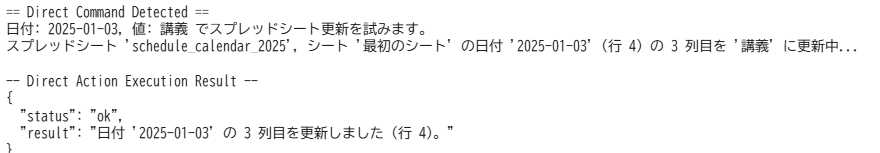 == Direct Command Detected ==
日付: 2025-01-03, 値: 講義 でスプレッドシート更新を試みます。
スプレッドシート 'schedule_calendar_2025', シート '最初のシート' の日付 '2025-01-03' (行 4) の 3 列目を '講義' に更新中...
-- Direct Action Execution Result --
{
"status": "ok",
"result": "日付 '2025-01-03' の 3 列目を更新しました (行 4)。"
}